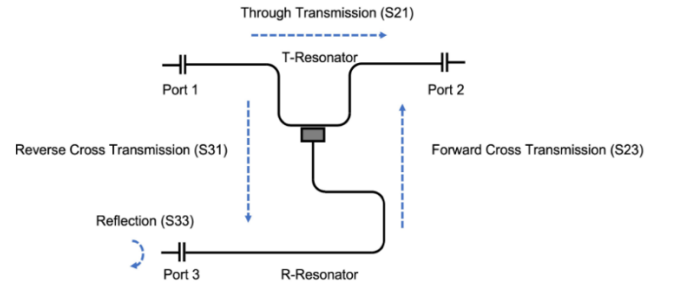 Through Transmission (S21)
T-Resonator
Port 1
Port 2
Reverse Cross Transmission (S31)
Forward Cross Transmission (S23)
Reflection (S33)
Port 3
R-Resonator